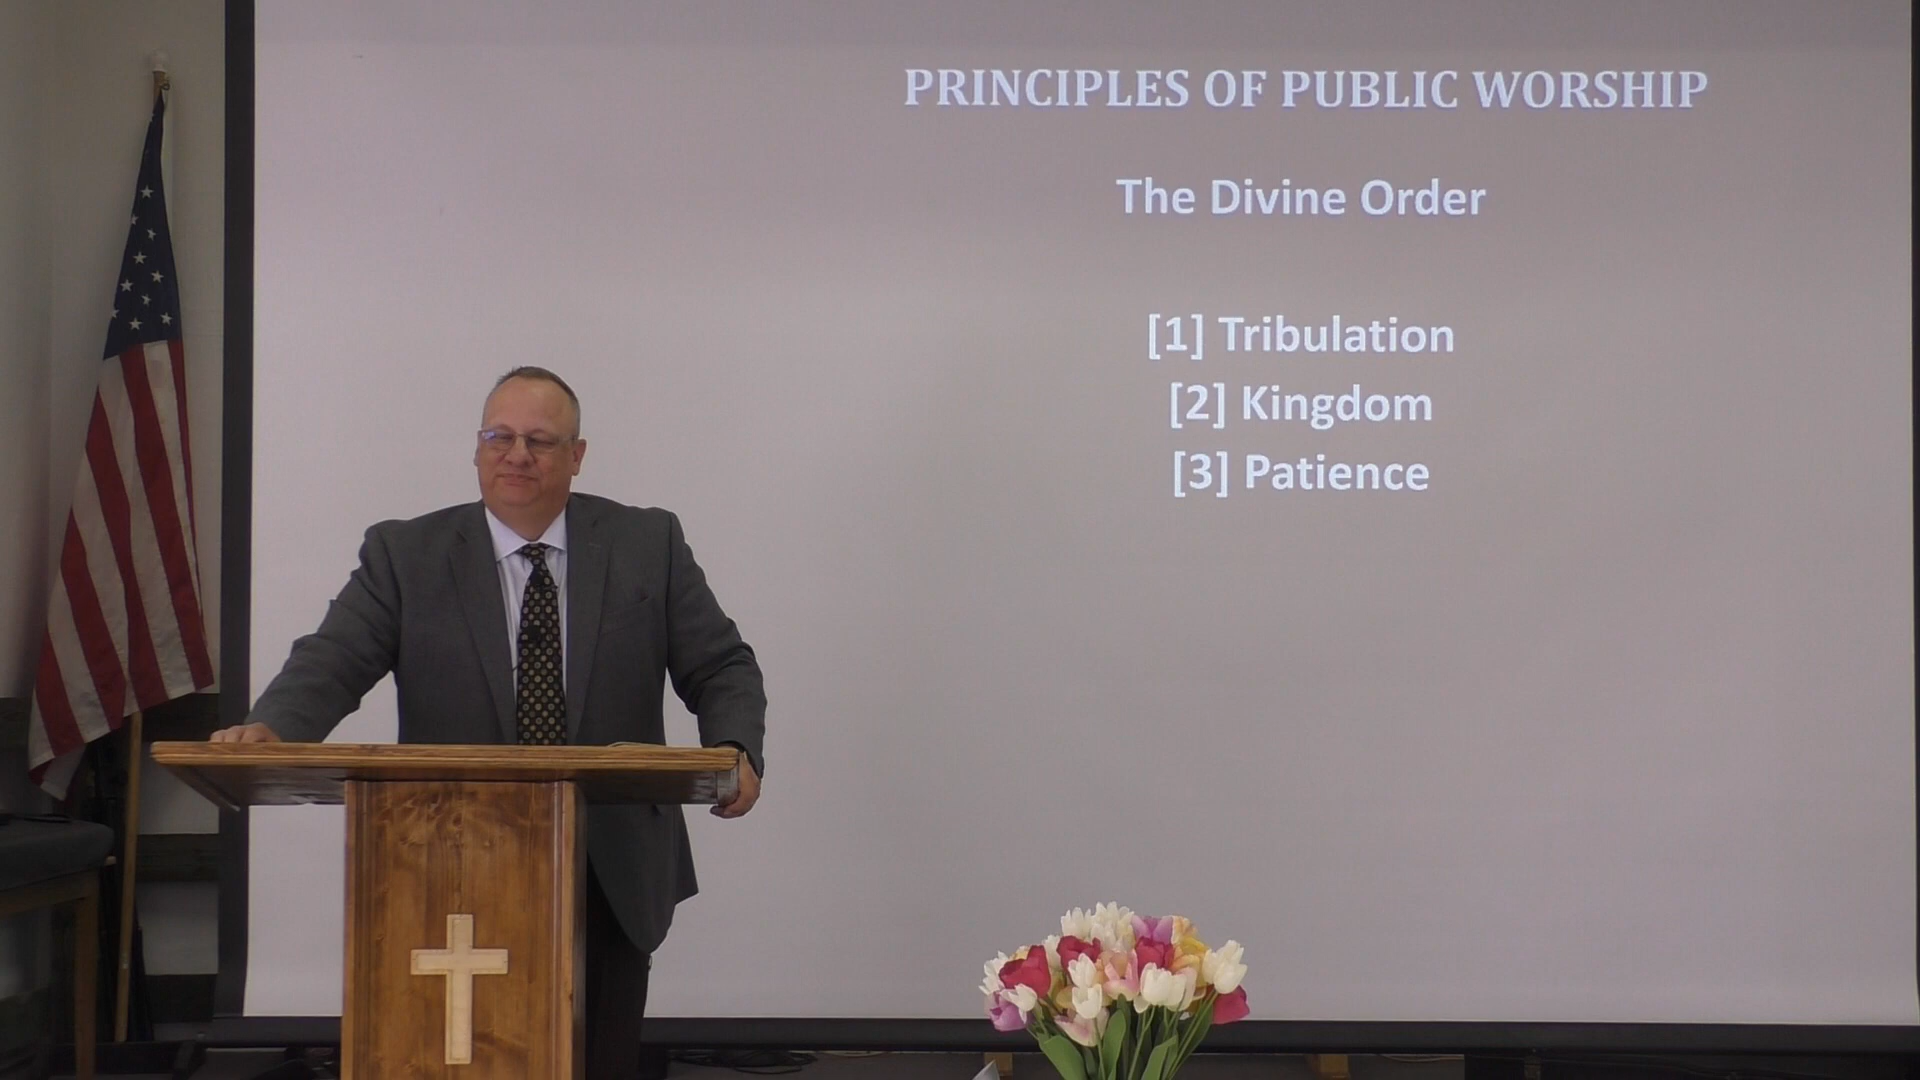 PRINCIPLES OF PUBLIC WORSHIP
The Divine Order
[1] Tribulation
[2] Kingdom
[3] Patience